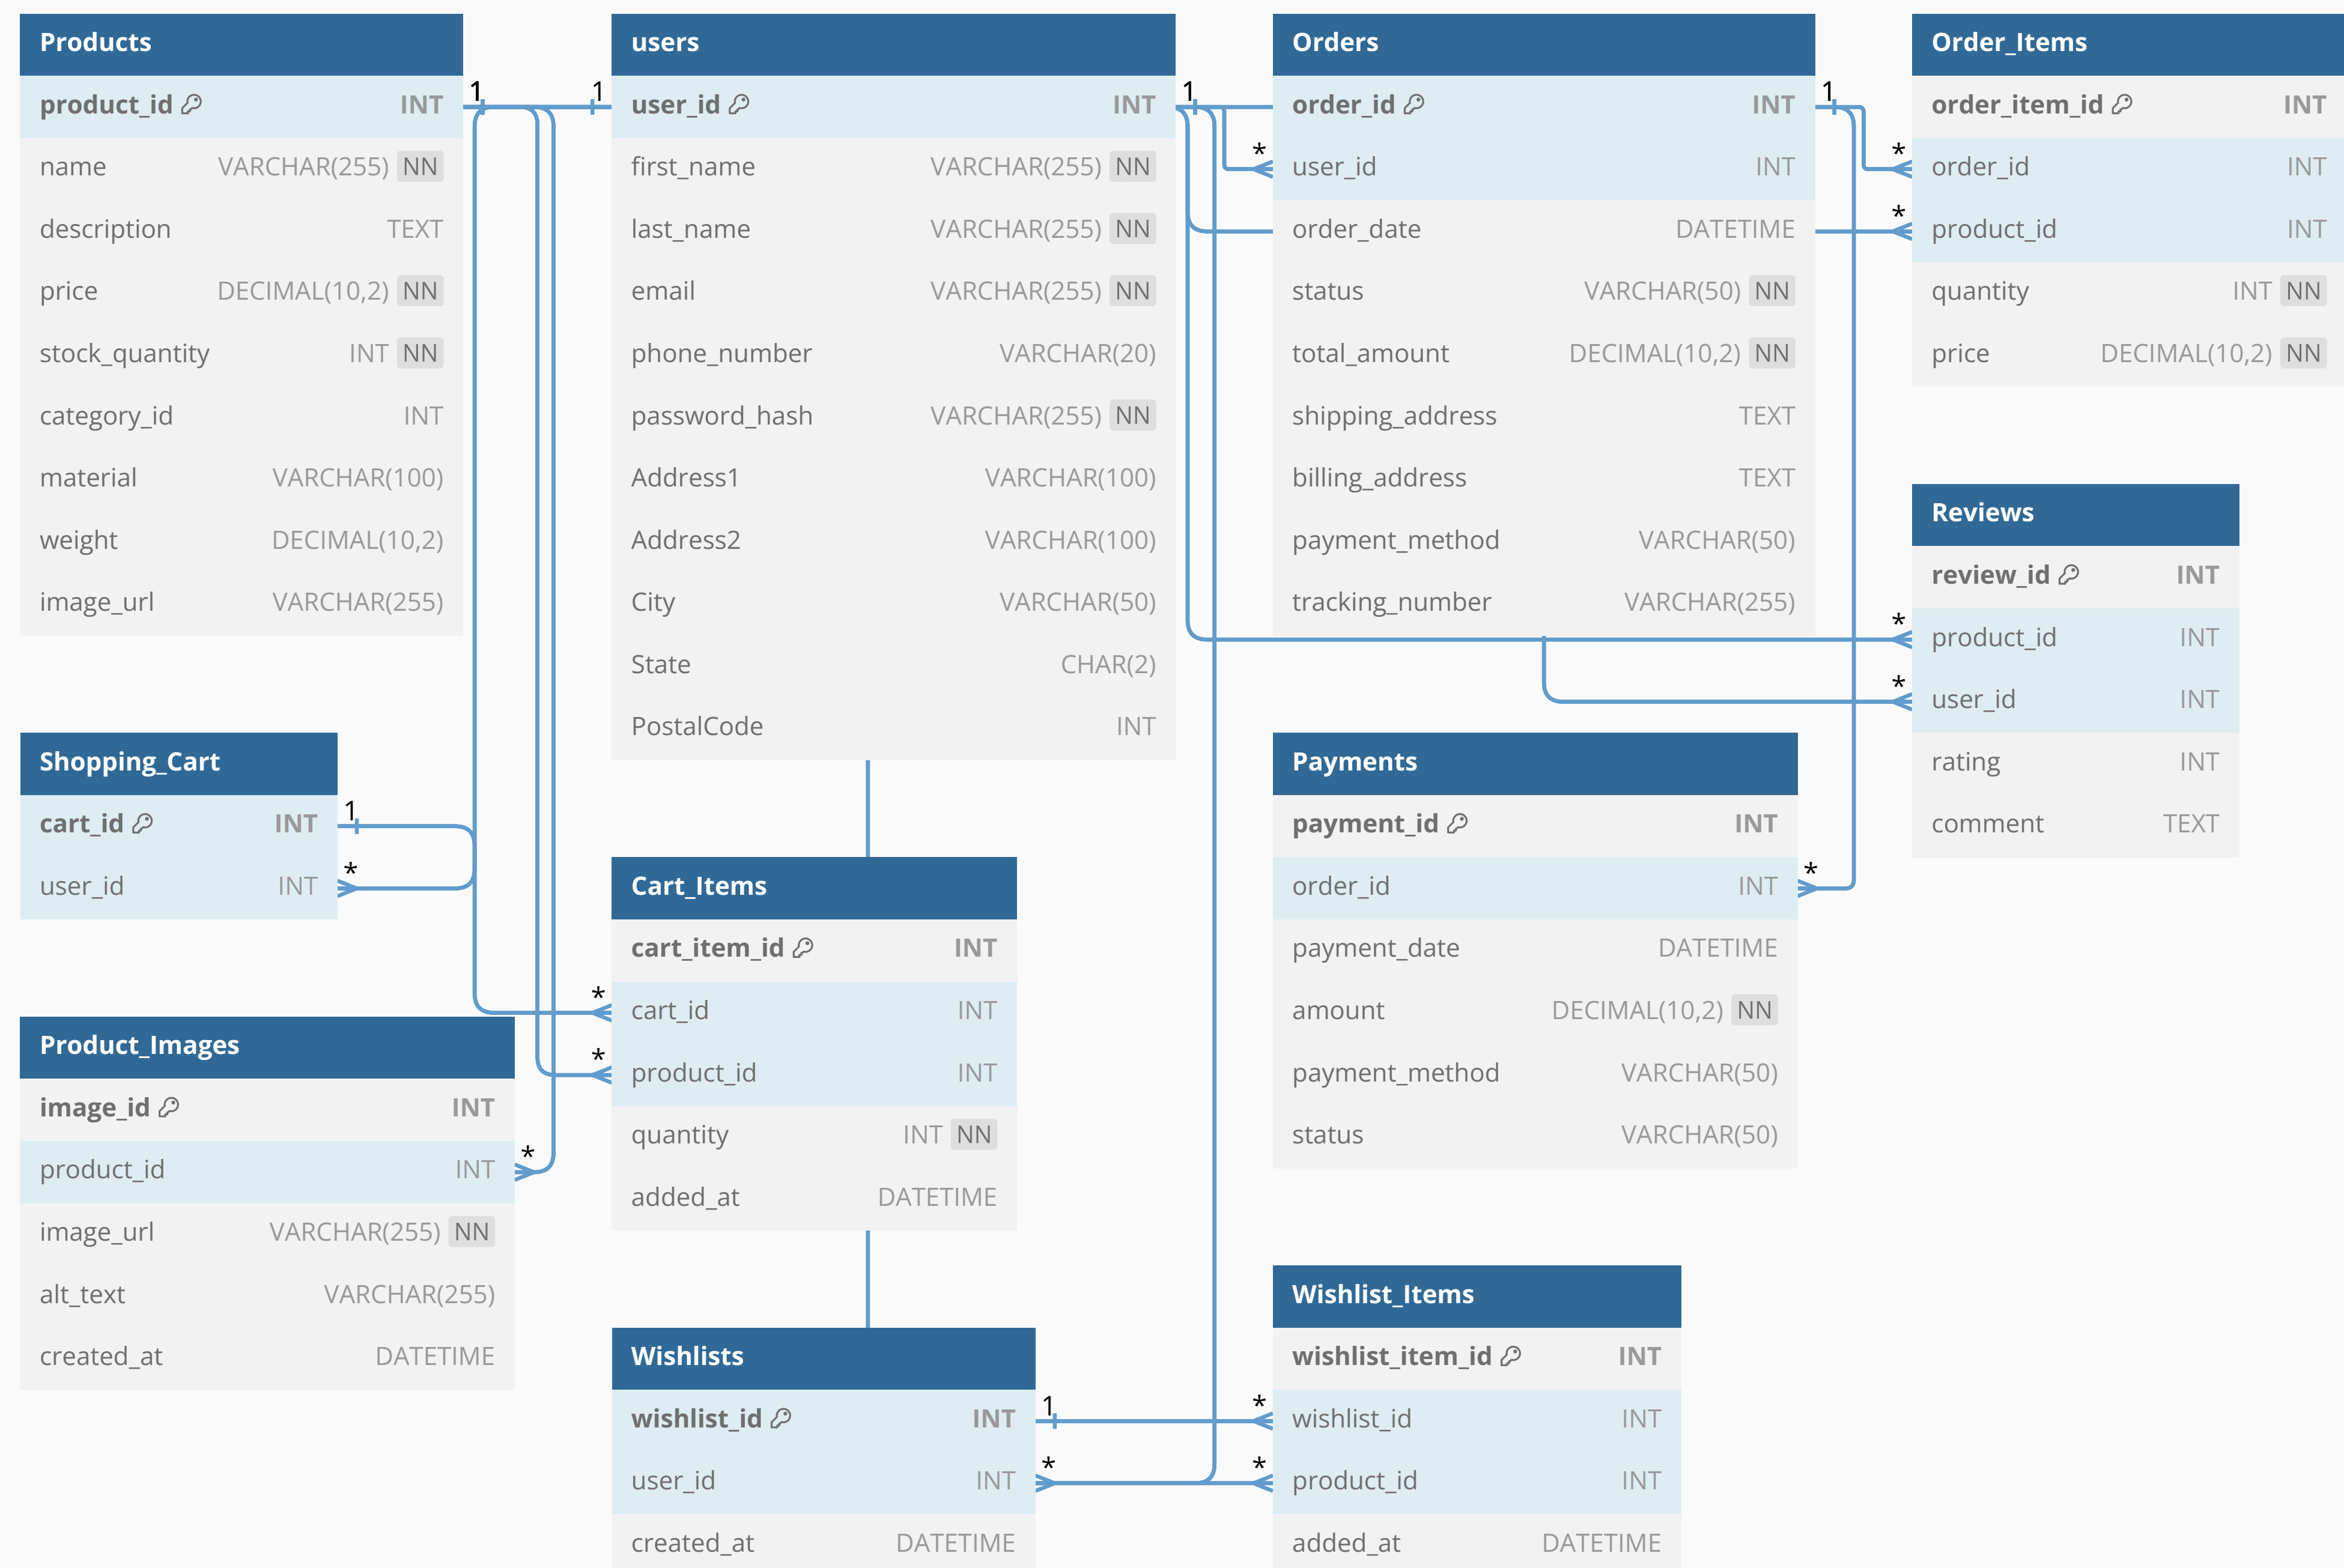 Products
product_id INT
name VARCHAR(255) NN
description TEXT
price DECIMAL(10,2) NN
stock_quantity INT NN
category_id INT
material VARCHAR(100)
weight DECIMAL(10,2)
image_url VARCHAR(255)
1
1
users
user_id INT
first_name VARCHAR(255) NN
last_name VARCHAR(255) NN
email VARCHAR(255) NN
phone_number VARCHAR(20)
password_hash VARCHAR(255) NN
Address1 VARCHAR(100)
Address2 VARCHAR(100)
City VARCHAR(50)
State CHAR(2)
PostalCode INT
1
*
Orders
order_id INT
user_id INT
order_date DATETIME
status VARCHAR(50) NN
total_amount DECIMAL(10,2) NN
shipping_address TEXT
billing_address TEXT
payment_method VARCHAR(50)
tracking_number VARCHAR(255)
1
*
*
Order_Items
order_item_id INT
order_id INT
product_id INT
quantity INT NN
price DECIMAL(10,2) NN
Reviews
review_id INT
* product_id INT
* user_id INT
rating INT
comment TEXT
Shopping_Cart
cart_id INT 1
user_id INT *
Cart_Items
cart_item_id INT
* cart_id INT
* product_id INT
quantity INT NN
added_at DATETIME
Payments
payment_id INT
order_id INT *
payment_date DATETIME
amount DECIMAL(10,2) NN
payment_method VARCHAR(50)
status VARCHAR(50)
Product_Images
image_id INT
product_id INT *
image_url VARCHAR(255) NN
alt_text VARCHAR(255)
created_at DATETIME
Wishlists
wishlist_id INT 1
user_id INT *
created_at DATETIME
Wishlist_Items
wishlist_item_id INT
* wishlist_id INT
* product_id INT
added_at DATETIME